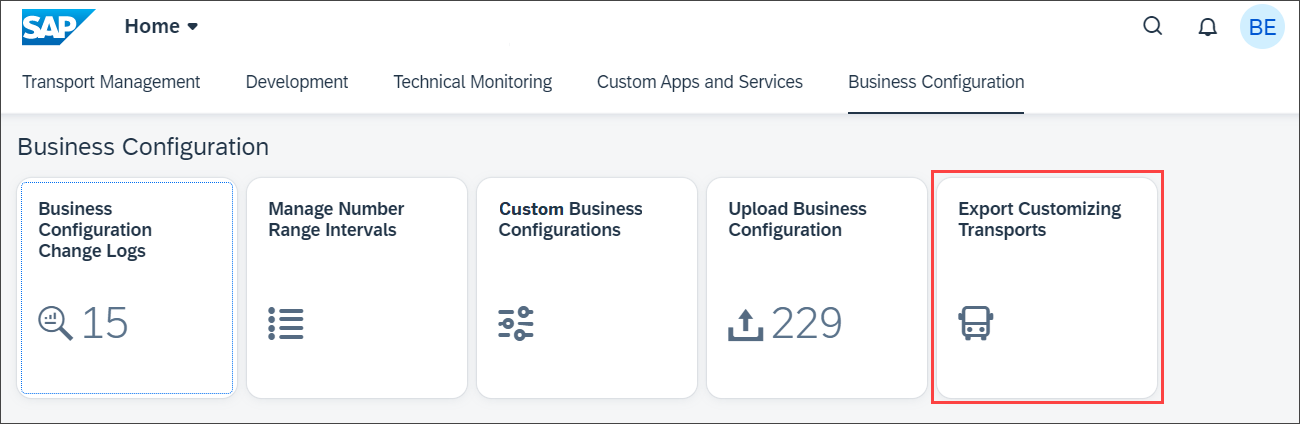 SAP Home
BE
Transport Management Development Technical Monitoring Custom Apps and Services Business Configuration
Business Configuration
Business
Configuration
Change Logs
15
Manage Number
Range Intervals
Custom Business
Configurations
Upload Business
Configuration
229
Export Customizing
Transports